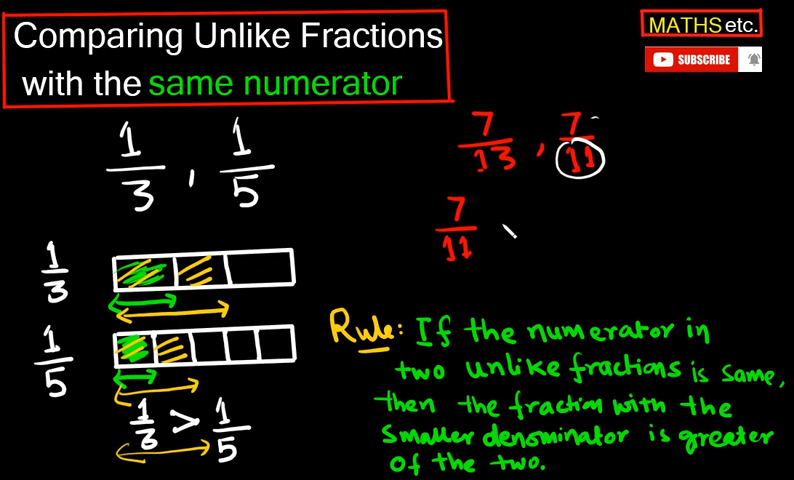 Comparing Unlike Fractions
with the same numerator
MATHS etc.
SUBSCRIBE
1/3 , 1/5
7/13 , 7/11
7/11
1/3
1/5
1/3 > 1/5
Rule: If the numerator in
two unlike fractions is same,
then the fraction with the
smaller denominator is greater
of the two.